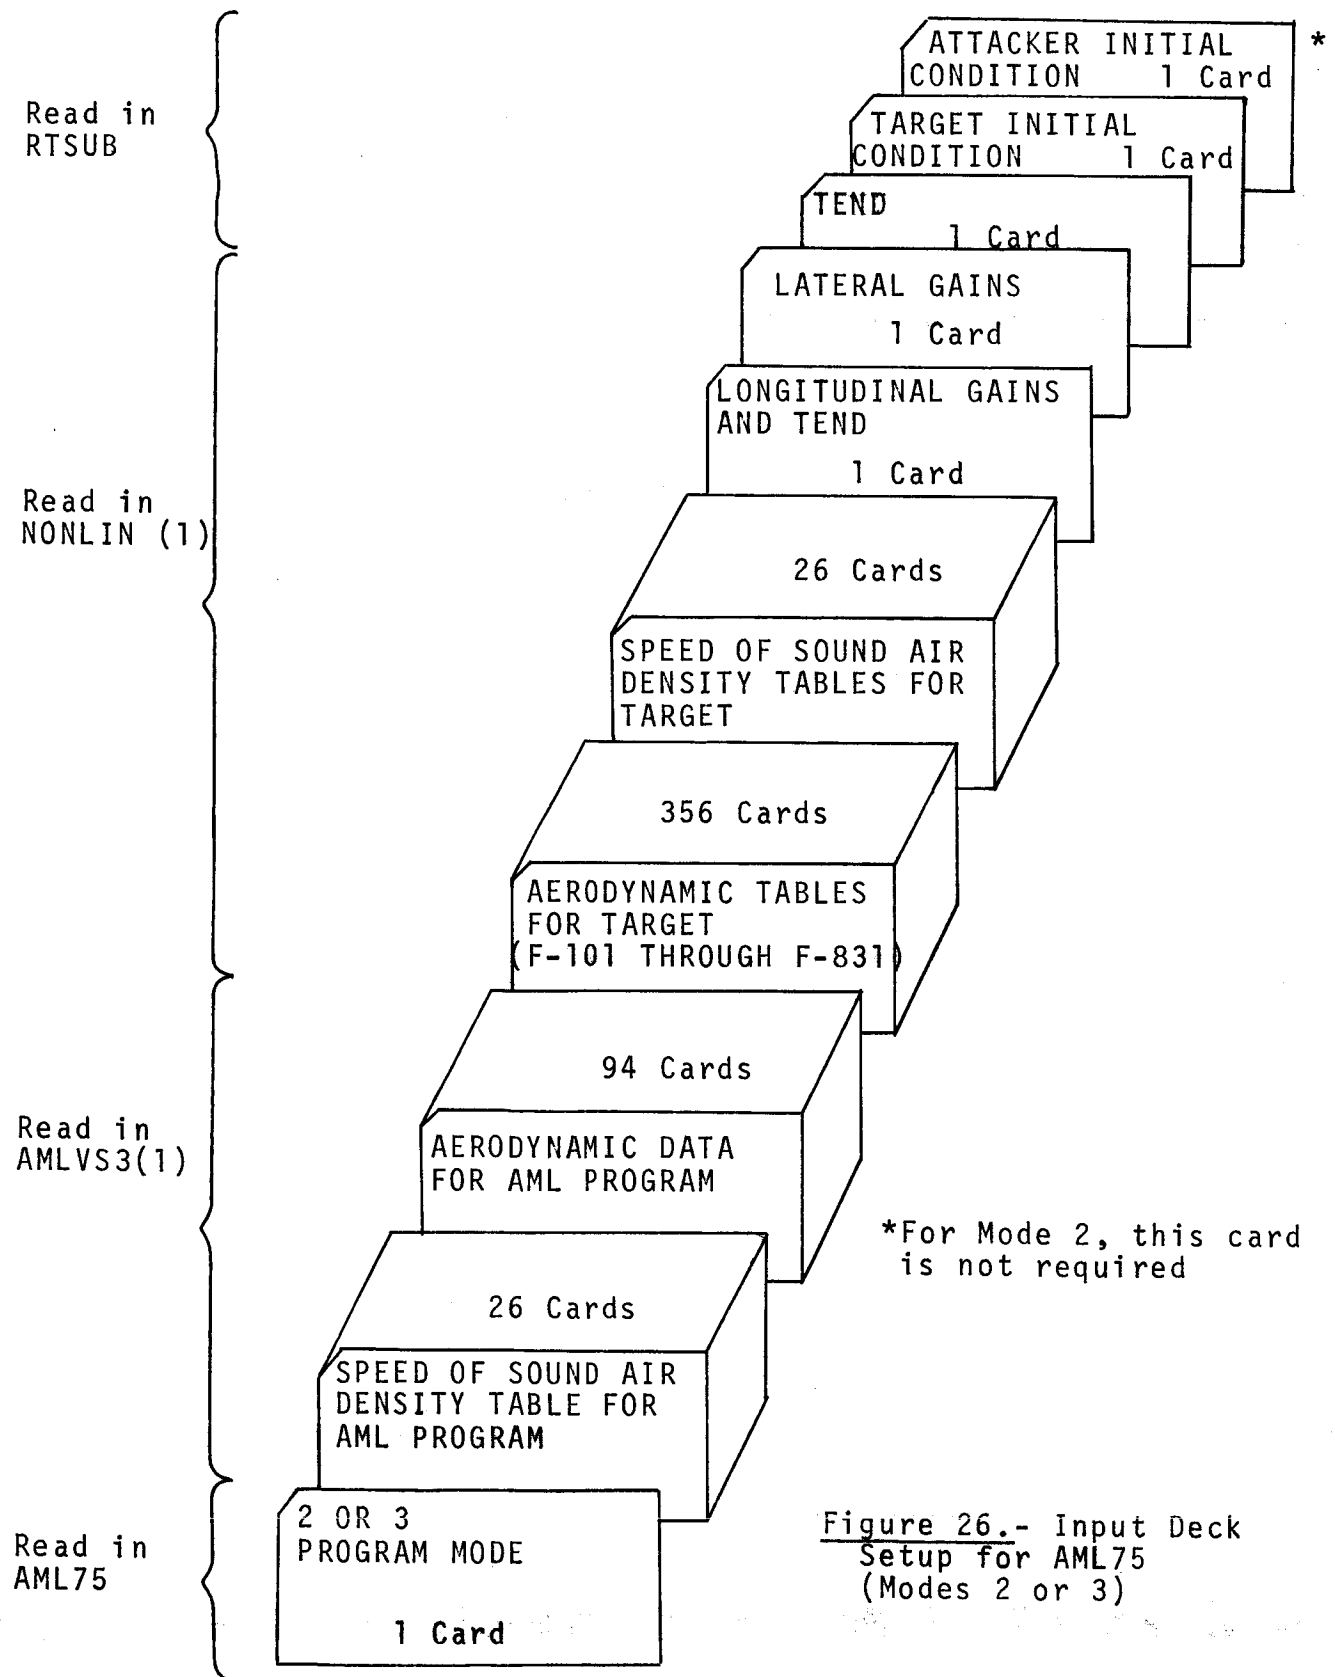 ATTACKER INITIAL *
CONDITION 1 Card
Read in
RTSUB
TARGET INITIAL
CONDITION 1 Card
TEND
1 Card
LATERAL GAINS
1 Card
LONGITUDINAL GAINS
AND TEND
1 Card
Read in
NONLIN (1)
26 Cards
SPEED OF SOUND AIR
DENSITY TABLES FOR
TARGET
356 Cards
AERODYNAMIC TABLES
FOR TARGET
(F-101 THROUGH F-831)
94 Cards
Read in
AMLVS3(1)
AERODYNAMIC DATA
FOR AML PROGRAM
*For Mode 2, this card
is not required
26 Cards
SPEED OF SOUND AIR
DENSITY TABLE FOR
AML PROGRAM
Read in
AML75
2 OR 3
PROGRAM MODE
1 Card
Figure 26.- Input Deck
Setup for AML75
(Modes 2 or 3)